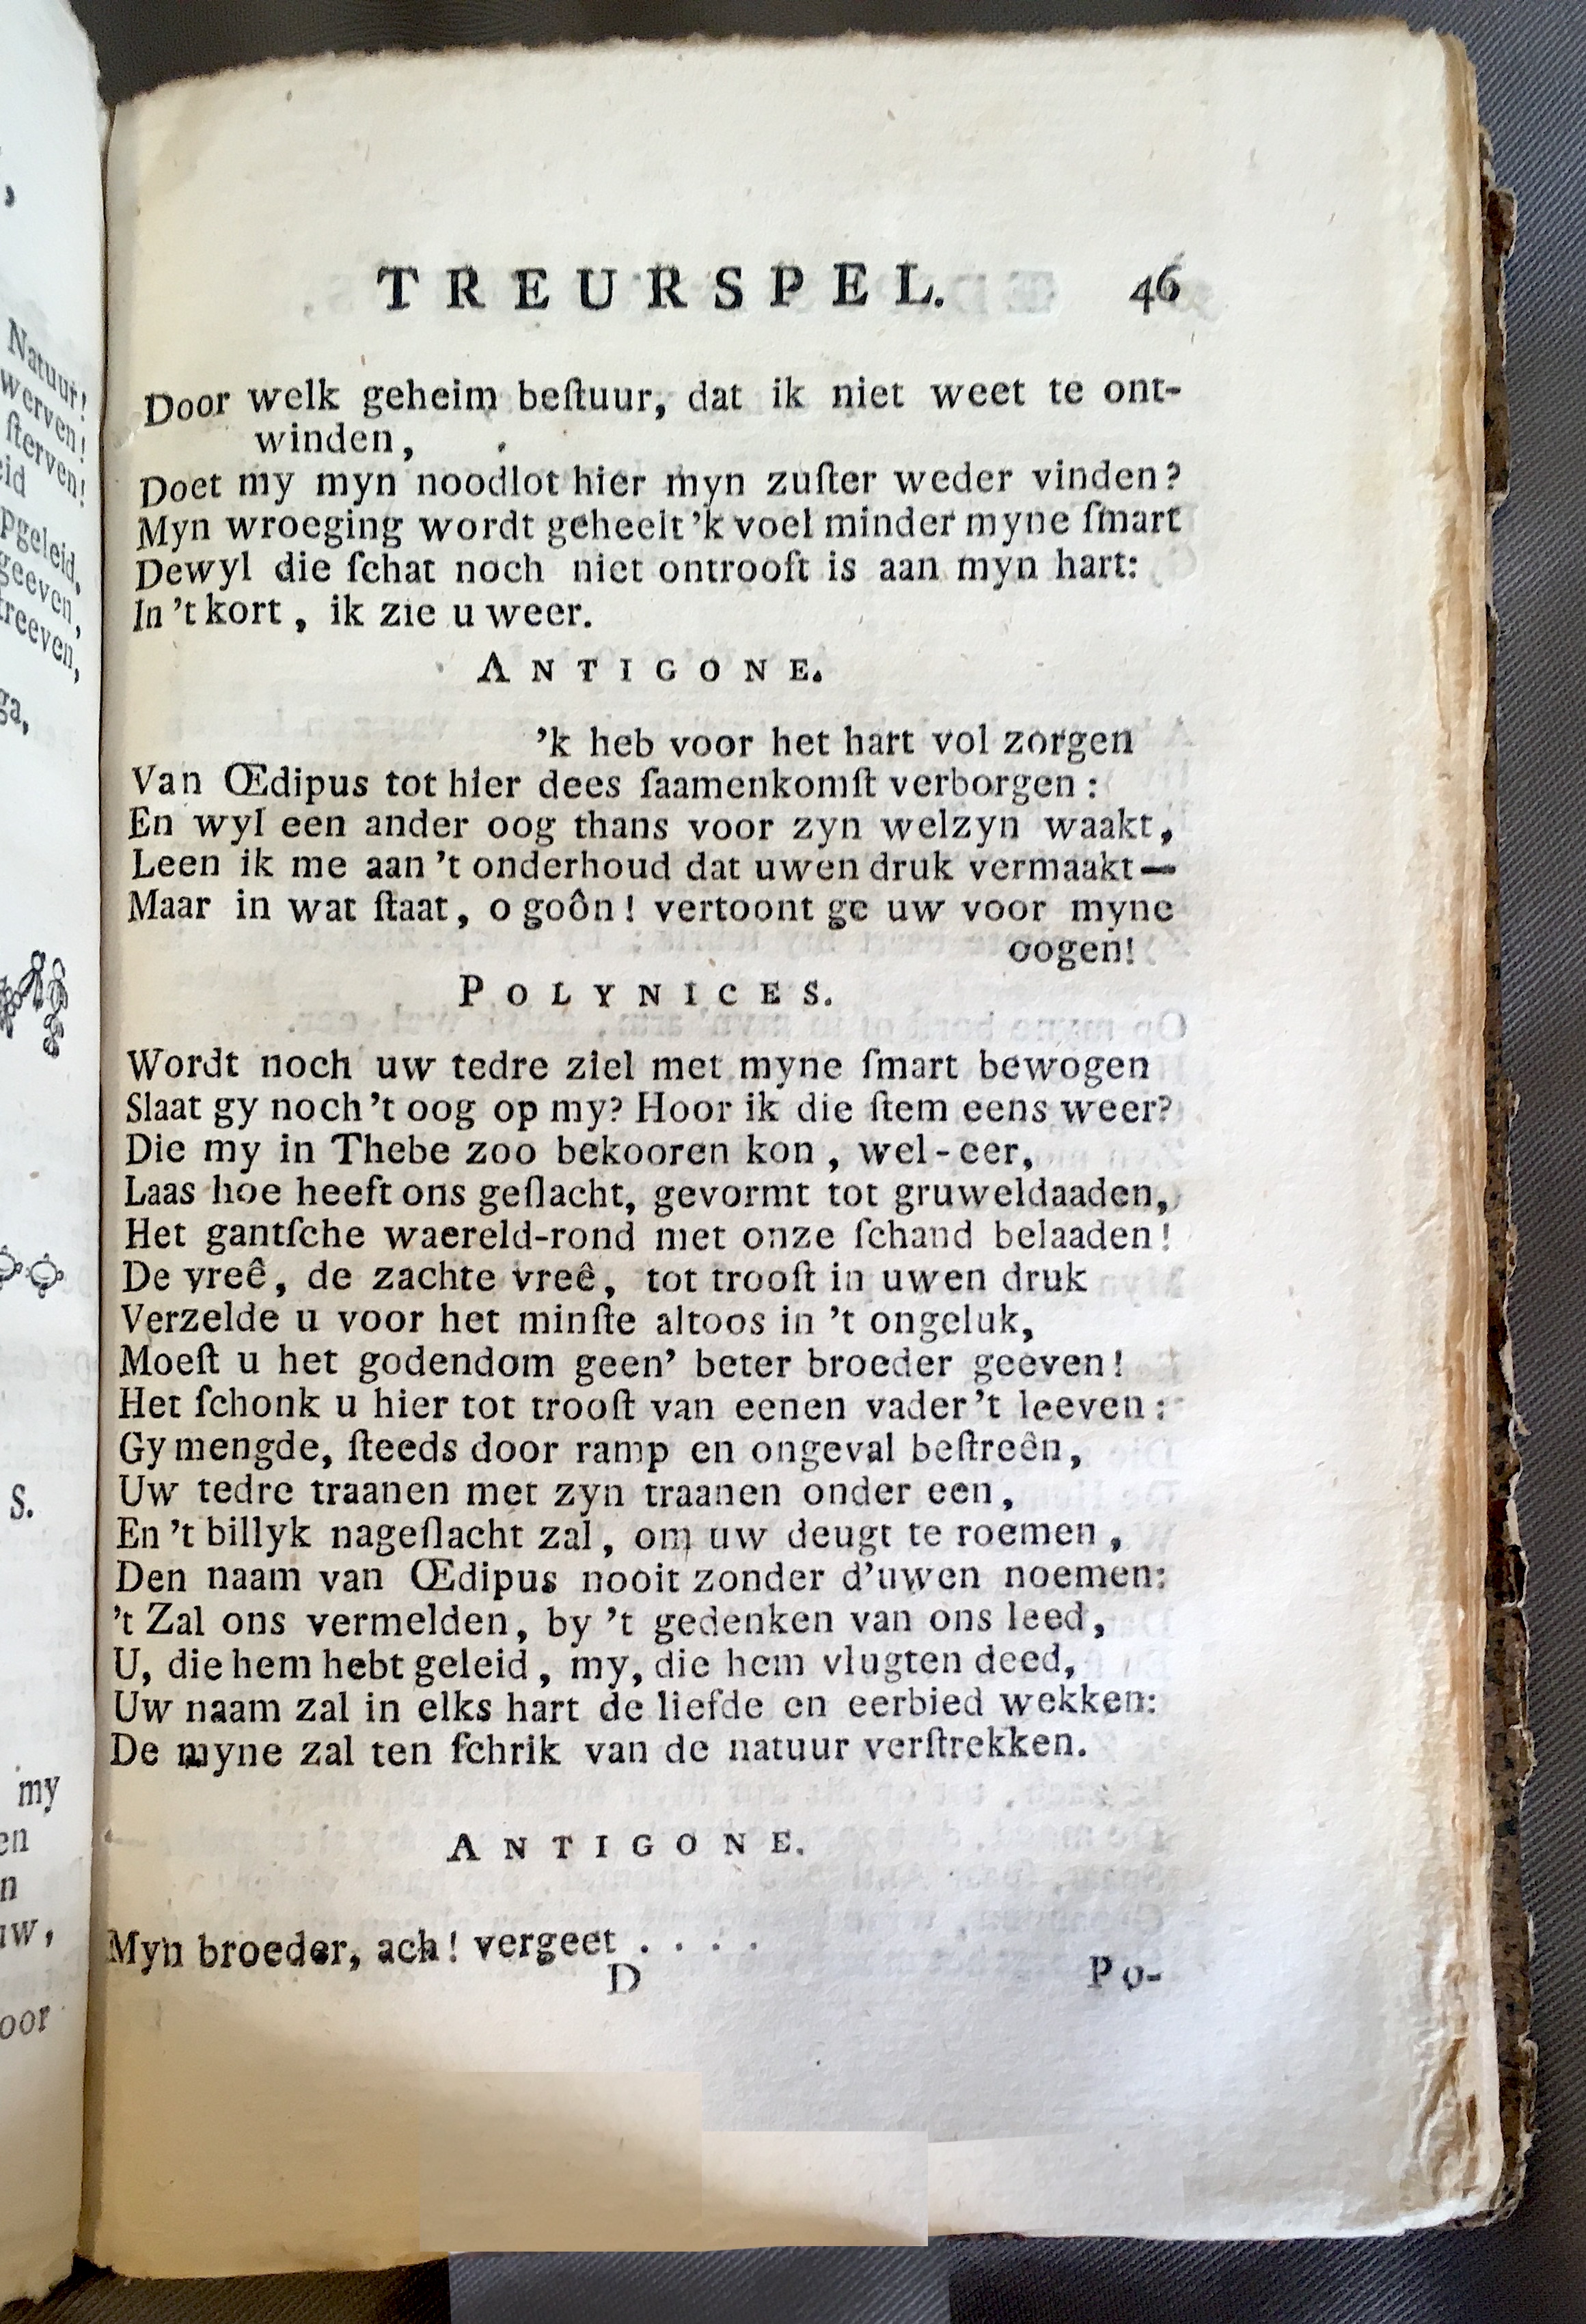 TREURSPEL. 46
Door welk geheim beſtuur, dat ik niet weet te ont-
winden,
Doet my myn noodlot hier myn zuſter weder vinden?
Myn wroeging wordt geheelt 'k voel minder myne ſmart
Dewyl die ſchat noch niet ontrooft is aan myn hart:
In 't kort, ik zie u weer.
ANTIGONE.
'k heb voor het hart vol zorgen
Van Œdipus tot hier dees ſaamenkomſt verborgen:
En wyl een ander oog thans voor zyn welzyn waakt,
Leen ik me aan 't onderhoud dat uwen druk vermaakt—
Maar in wat ſtaat, o goôn! vertoont ge uw voor myne
oogen!
POLYNICES.
Wordt noch uw tedre ziel met myne ſmart bewogen
Slaat gy noch 't oog op my? Hoor ik die ſtem eens weer?
Die my in Thebe zoo bekooren kon, wel-eer,
Laas hoe heeft ons geſlacht, gevormt tot gruweldaaden,
Het gantſche waereld-rond met onze ſchand belaaden!
De vreê, de zachte vreê, tot trooſt in uwen druk
Verzelde u voor het minſte altoos in 't ongeluk,
Moeſt u het godendom geen' beter broeder geeven!
Het ſchonk u hier tot trooſt van eenen vader 't leeven:
Gy mengde, ſteeds door ramp en ongeval beſtreên,
Uw tedre traanen met zyn traanen onder een,
En 't billyk nageſlacht zal, om uw deugt te roemen,
Den naam van Œdipus nooit zonder d'uwen noemen:
't Zal ons vermelden, by 't gedenken van ons leed,
U, die hem hebt geleid, my, die hem vlugten deed,
Uw naam zal in elks hart de liefde en eerbied wekken:
De myne zal ten ſchrik van de natuur verſtrekken.
ANTIGONE.
Myn broeder, ach! vergeet . . . .
D Po-
Natuur!
werven!
ſterven!
pgeleid,
geeven,
treeven,
ga,
S.
my
en
n
uw,
oor